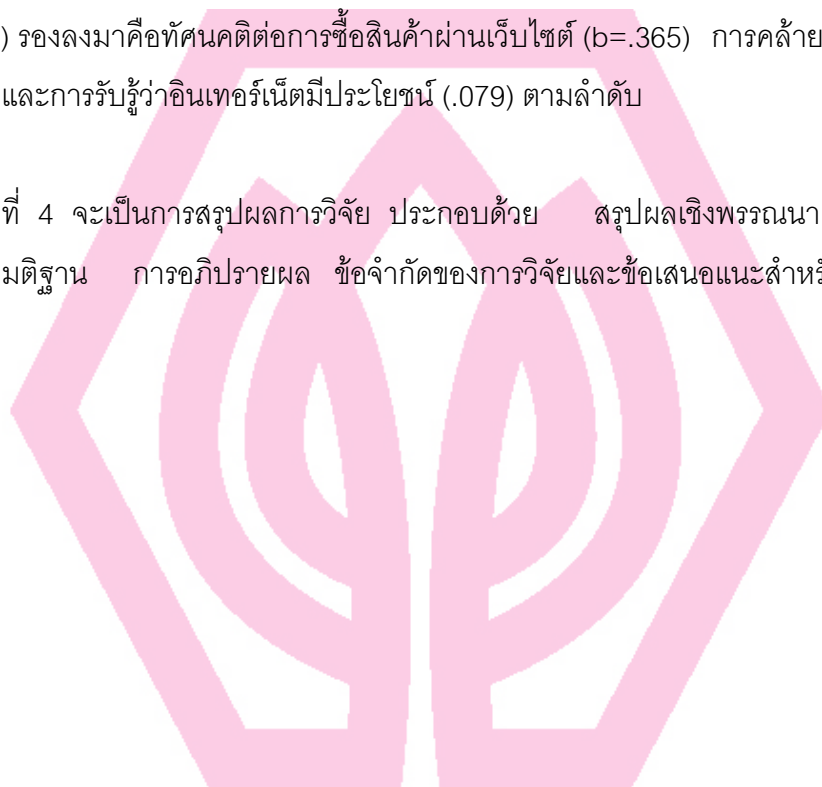 ) รองลงมาคือทัศนคติต่อการซื้อสินค้าผ่านเว็บไซต์ (b=.365) การคล้าย
และการรับรู้ว่าอินเทอร์เน็ตมีประโยชน์ (.079) ตามลำดับ
ที่ 4 จะเป็นการสรุปผลการวิจัย ประกอบด้วย สรุปผลเชิงพรรณนา
มติฐาน การอภิปรายผล ข้อจำกัดของการวิจัยและข้อเสนอแนะสำหรั